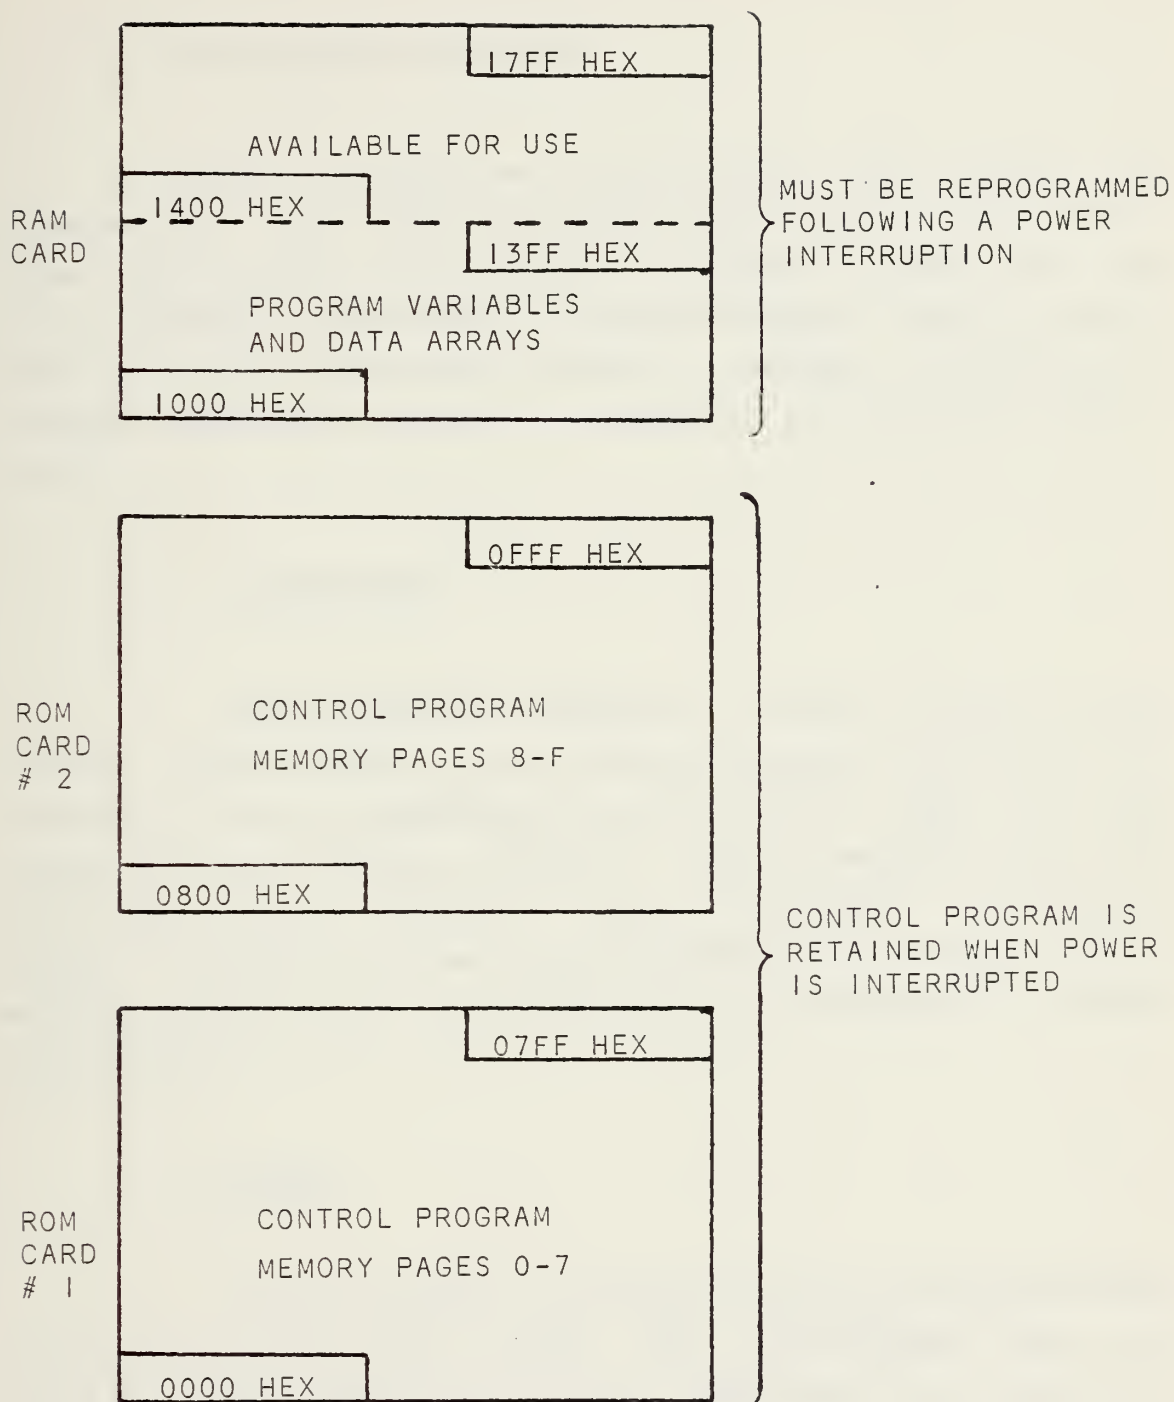 17FF HEX
AVAILABLE FOR USE
1400 HEX
RAM
CARD
13FF HEX
PROGRAM VARIABLES
AND DATA ARRAYS
1000 HEX
MUST BE REPROGRAMMED
FOLLOWING A POWER
INTERRUPTION
0FFF HEX
ROM
CARD
# 2
CONTROL PROGRAM
MEMORY PAGES 8-F
0800 HEX
CONTROL PROGRAM IS
RETAINED WHEN POWER
IS INTERRUPTED
07FF HEX
ROM
CARD
# 1
CONTROL PROGRAM
MEMORY PAGES 0-7
0000 HEX